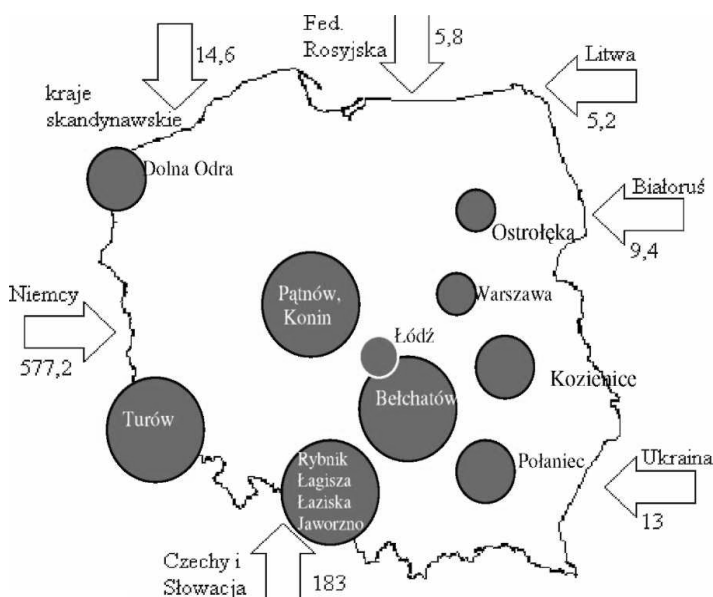 14,6
Fed.
Rosyjska
5,8
Litwa
5,2
kraje
skandynawskie
Dolna Odra
Białoruś
9,4
Ostrołęka
Niemcy
577,2
Pątnów,
Konin
Warszawa
Łódź
Kozienice
Bełchatów
Turów
Rybnik
Łagisza
Łaziska
Jaworzno
Połaniec
Ukraina
13
Czechy i
Słowacja
183